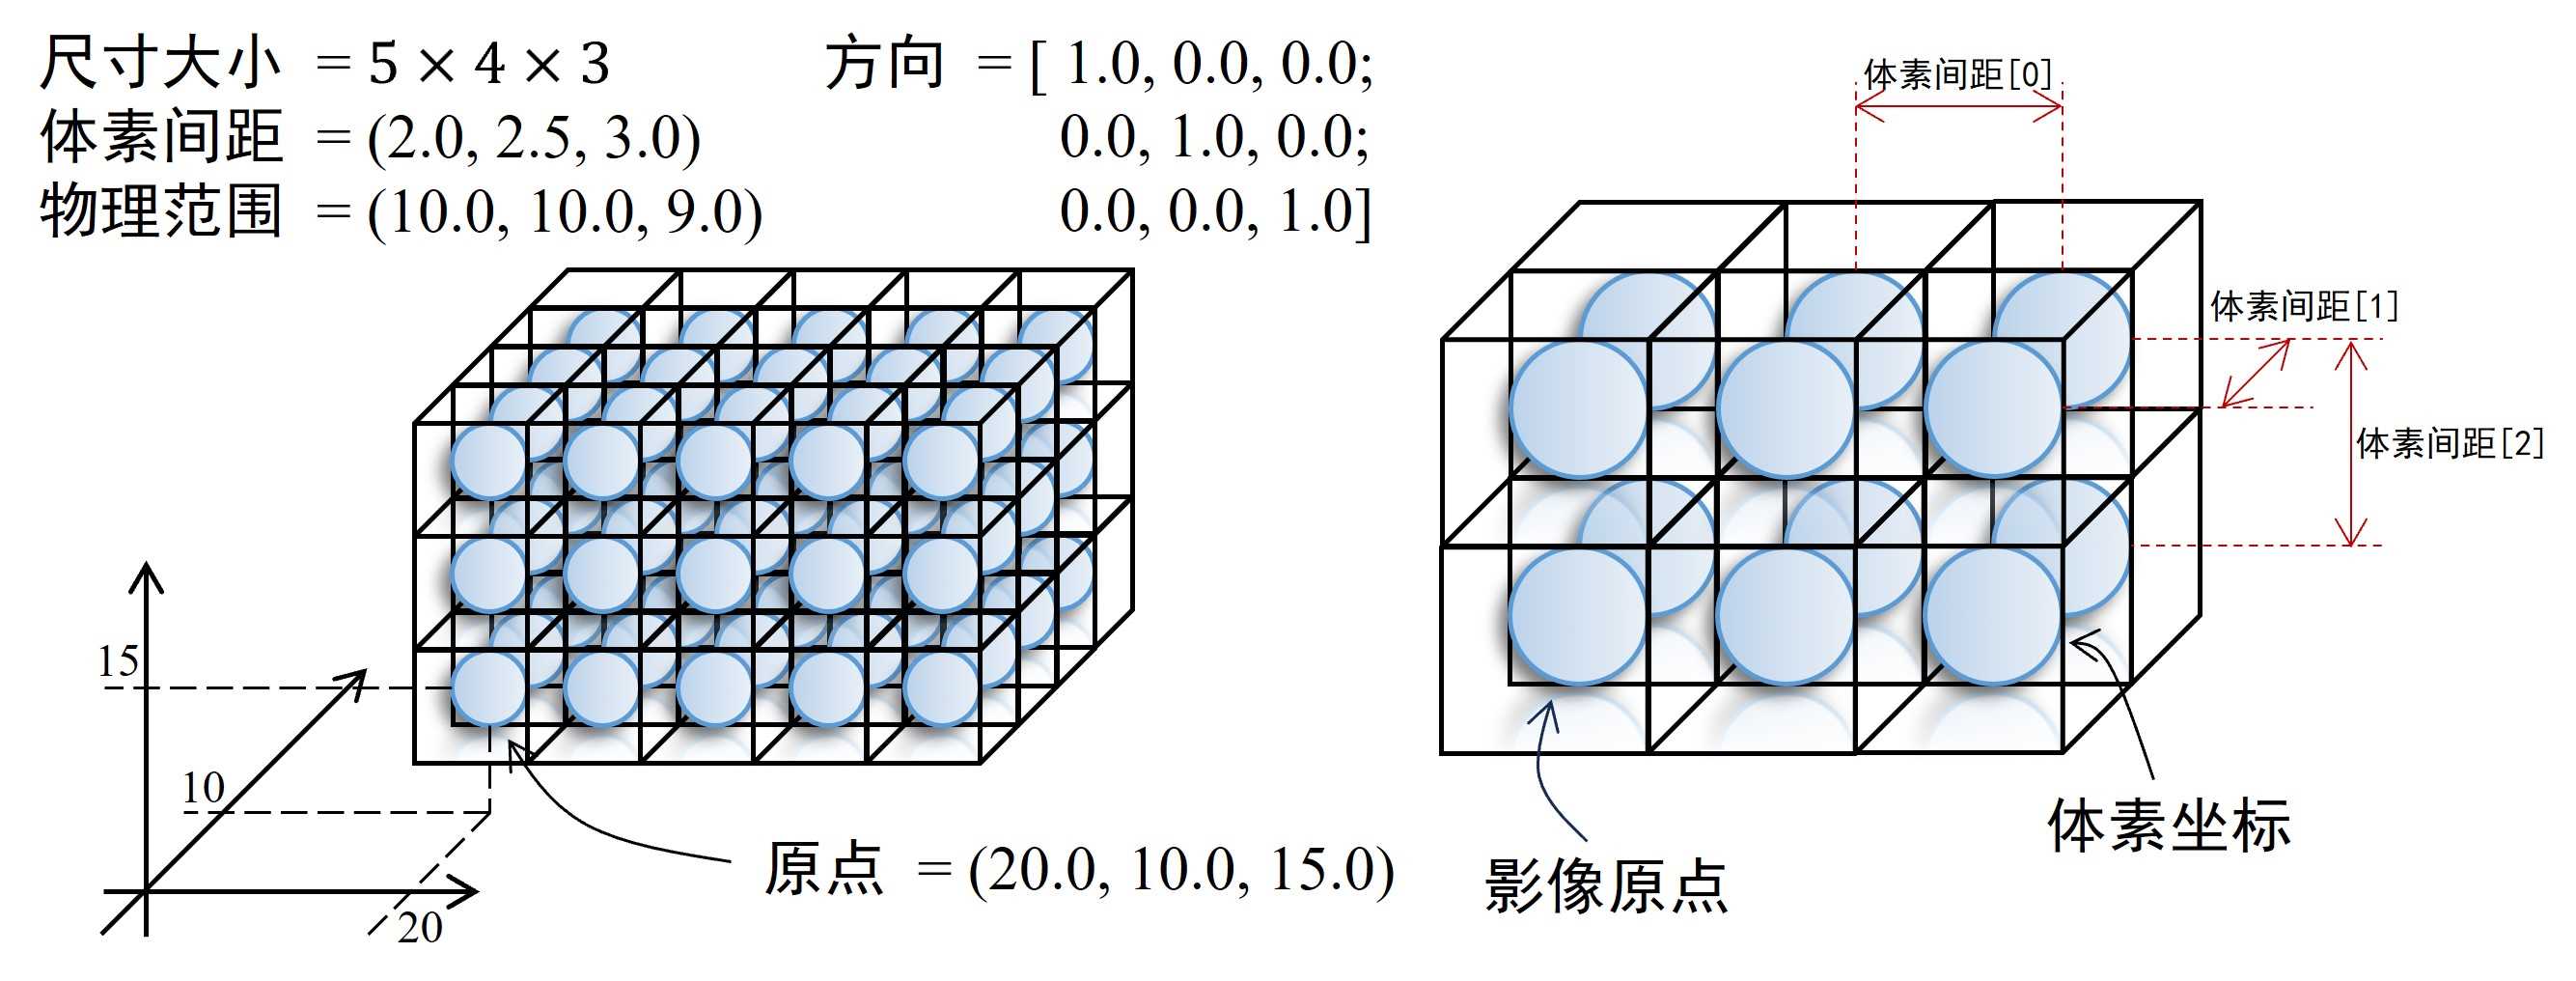 尺寸大小 = 5 × 4 × 3
体素间距 = (2.0, 2.5, 3.0)
物理范围 = (10.0, 10.0, 9.0)
方向 = [ 1.0, 0.0, 0.0;
0.0, 1.0, 0.0;
0.0, 0.0, 1.0]
15
10
20
原点 = (20.0, 10.0, 15.0)
体素间距[0]
体素间距[1]
体素间距[2]
体素坐标
影像原点